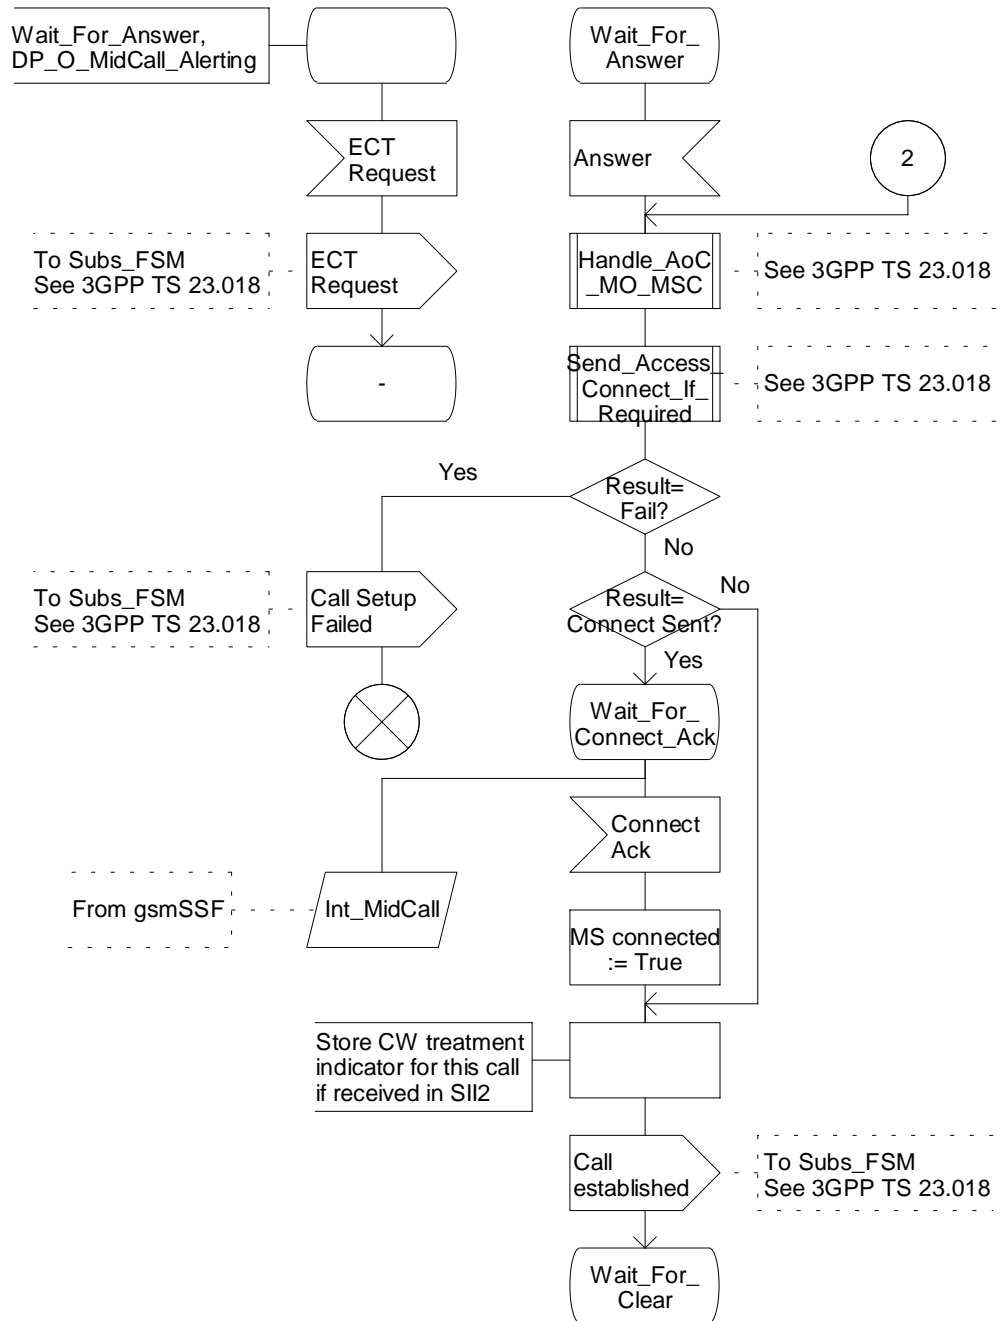 Wait_For_Answer,
DP_O_MidCall_Alerting
Wait_For_
Answer
ECT
Request
Answer
2
To Subs_FSM
See 3GPP TS 23.018
ECT
Request
Handle_AoC
_MO_MSC
See 3GPP TS 23.018
-
Send_Access_
Connect_If_
Required
See 3GPP TS 23.018
Yes
Result=
Fail?
No
To Subs_FSM
See 3GPP TS 23.018
Call Setup
Failed
Result=
Connect Sent?
No
Yes
Wait_For_
Connect_Ack
Connect
Ack
From gsmSSF
Int_MidCall
MS connected
:= True
Store CW treatment
indicator for this call
if received in SII2
Call
established
To Subs_FSM
See 3GPP TS 23.018
Wait_For_
Clear